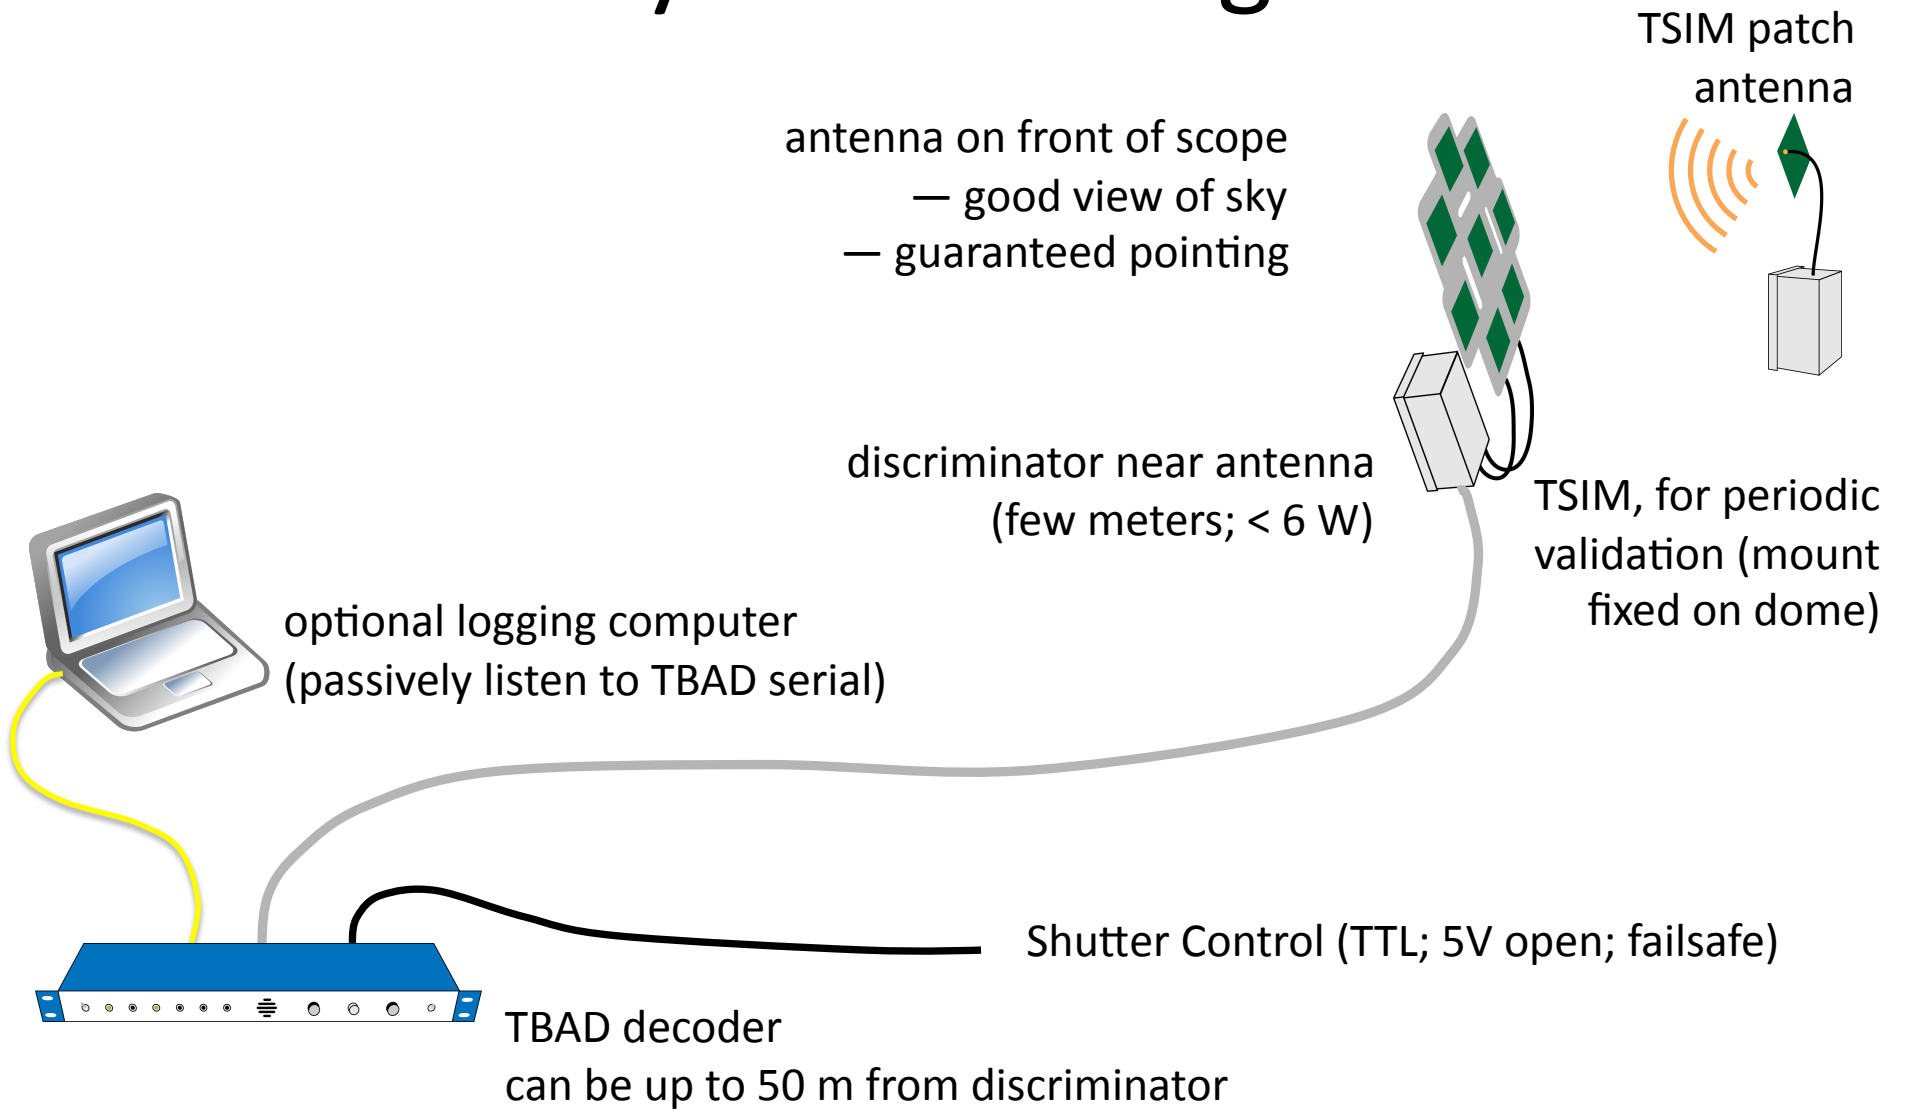 TSIM patch
antenna
antenna on front of scope
— good view of sky
— guaranteed pointing
discriminator near antenna
(few meters; < 6 W)
TSIM, for periodic
validation (mount
fixed on dome)
optional logging computer
(passively listen to TBAD serial)
Shutter Control (TTL; 5V open; failsafe)
TBAD decoder
can be up to 50 m from discriminator